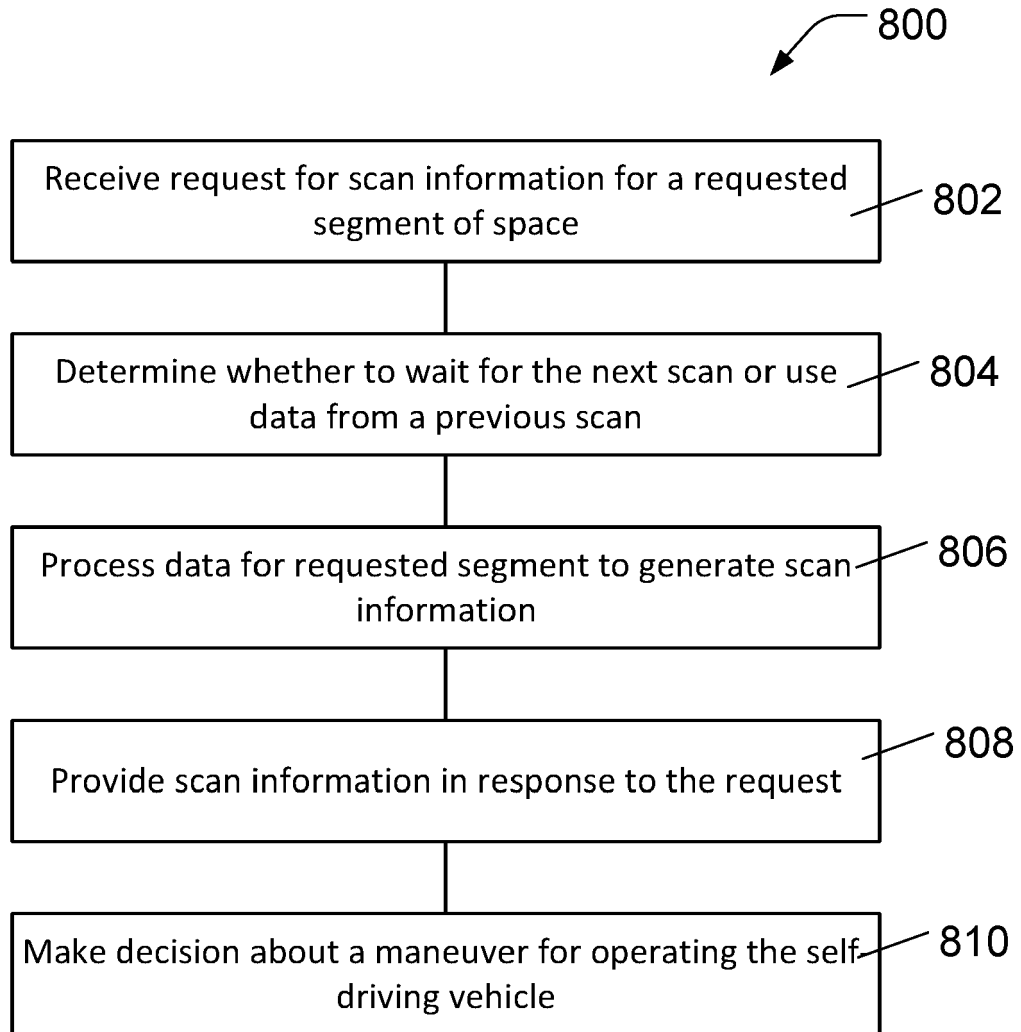 800
Receive request for scan information for a requested
segment of space
802
Determine whether to wait for the next scan or use
data from a previous scan
804
Process data for requested segment to generate scan
information
806
Provide scan information in response to the request
808
Make decision about a maneuver for operating the self-
driving vehicle
810